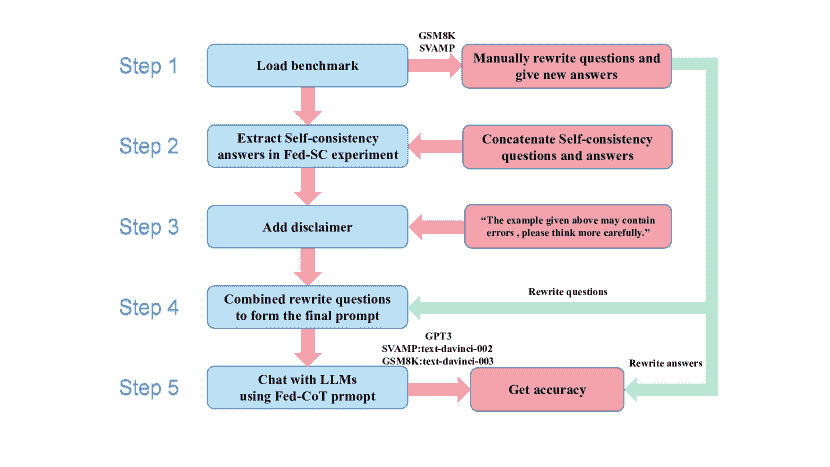 GSM8K
SVAMP
Step 1
Load benchmark
Manually rewrite questions and
give new answers
Step 2
Extract Self-consistency
answers in Fed-SC experiment
Concatenate Self-consistency
questions and answers
Step 3
Add disclaimer
“The example given above may contain
errors , please think more carefully.”
Step 4
Combined rewrite questions
to form the final prompt
Rewrite questions
GPT3
SVAMP:text-davinci-002
GSM8K:text-davinci-003
Rewrite answers
Step 5
Chat with LLMs
using Fed-CoT prmopt
Get accuracy